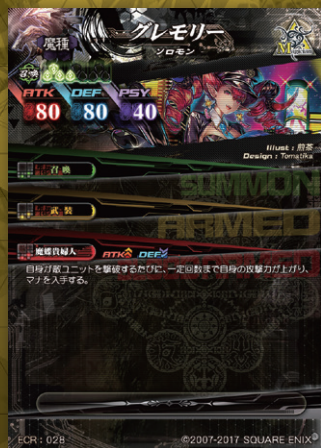 魔種
グレモリー
ソロモン
召喚
ATK DEF PSY
80 80 40
Illust : 煎茶
Design : Tomatika
召喚
SUMMON
武装
ARMED
魔蝶貴婦人 ATK DEF
自身が敵ユニットを撃破するたびに、一定回数まで自身の攻撃力が上がり、
マナを入手する。
ECR : 028
©2007-2017 SQUARE ENIX